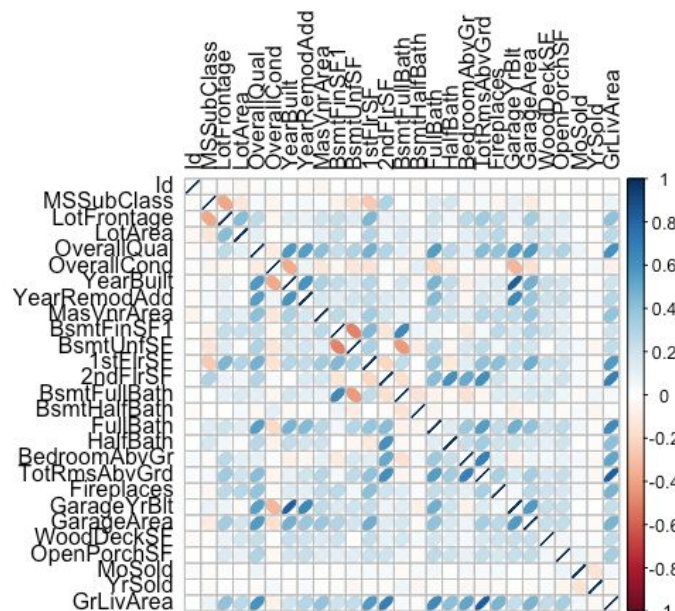 Id
MSSubClass
LotFrontage
LotArea
OverallQual
OverallCond
YearBuilt
YearRemodAdd
MasVnrArea
BsmtFinSF1
BsmtUnfSF
1stFlrSF
2ndFlrSF
BsmtFullBath
BsmtHalfBath
FullBath
HalfBath
BedroomAbvGr
TotRmsAbvGrd
Fireplaces
GarageYrBlt
GarageArea
WoodDeckSF
OpenPorchSF
MoSold
YrSold
GrLivArea
Id
MSSubClass
LotFrontage
LotArea
OverallQual
OverallCond
YearBuilt
YearRemodAdd
MasVnrArea
BsmtFinSF1
BsmtUnfSF
1stFlrSF
2ndFlrSF
BsmtFullBath
BsmtHalfBath
FullBath
HalfBath
BedroomAbvGr
TotRmsAbvGrd
Fireplaces
GarageYrBlt
GarageArea
WoodDeckSF
OpenPorchSF
MoSold
YrSold
GrLivArea
1
0.8
0.6
0.4
0.2
0
-0.2
-0.4
-0.6
-0.8
-1